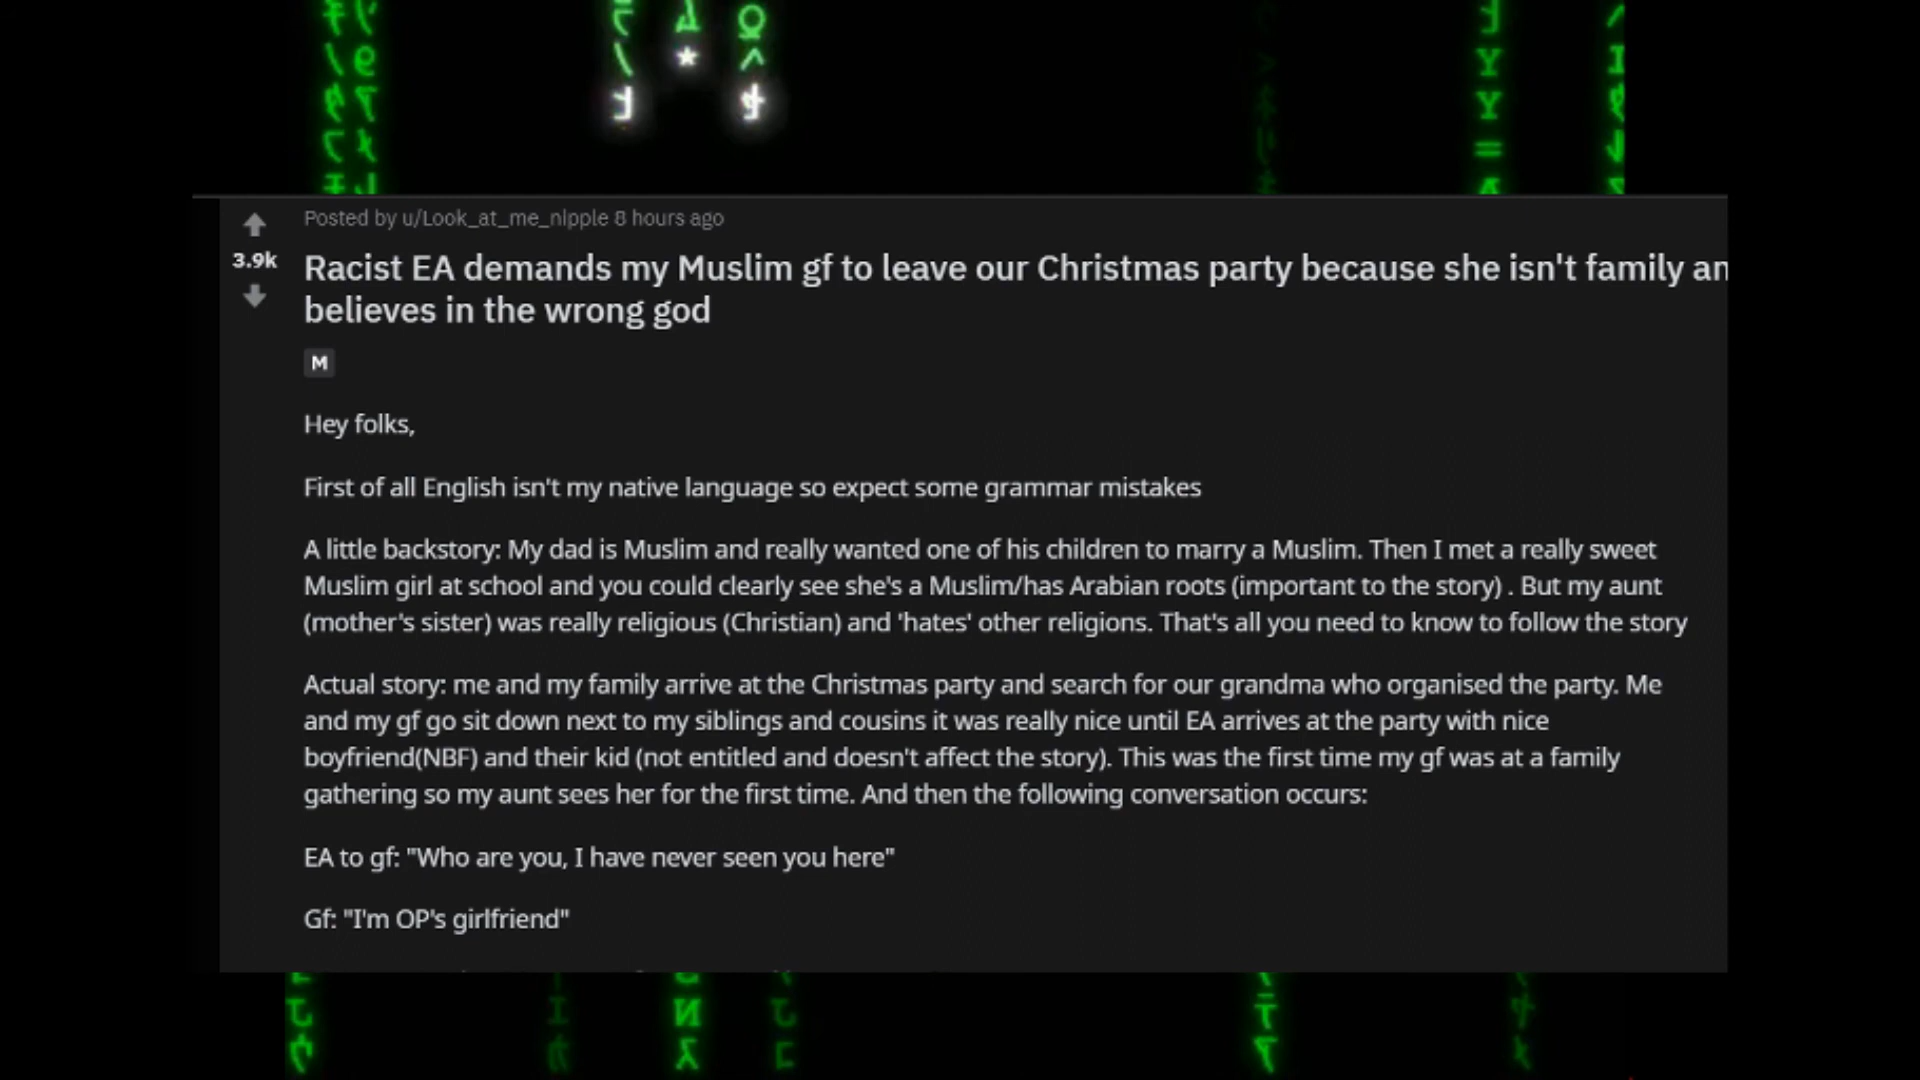 Posted by u/Look_at_me_nlpple 8 hours ago
3.9k
Racist EA demands my Muslim gf to leave our Christmas party because she isn't family an
believes in the wrong god
M
Hey folks,
First of all English isn't my native language so expect some grammar mistakes
A little backstory: My dad is Muslim and really wanted one of his children to marry a Muslim. Then I met a really sweet
Muslim girl at school and you could clearly see she's a Muslim/has Arabian roots (important to the story) . But my aunt
(mother's sister) was really religious (Christian) and 'hates' other religions. That's all you need to know to follow the story
Actual story: me and my family arrive at the Christmas party and search for our grandma who organised the party. Me
and my gf go sit down next to my siblings and cousins it was really nice until EA arrives at the party with nice
boyfriend(NBF) and their kid (not entitled and doesn't affect the story). This was the first time my gf was at a family
gathering so my aunt sees her for the first time. And then the following conversation occurs:
EA to gf: "Who are you, I have never seen you here"
Gf: "I'm OP's girlfriend"